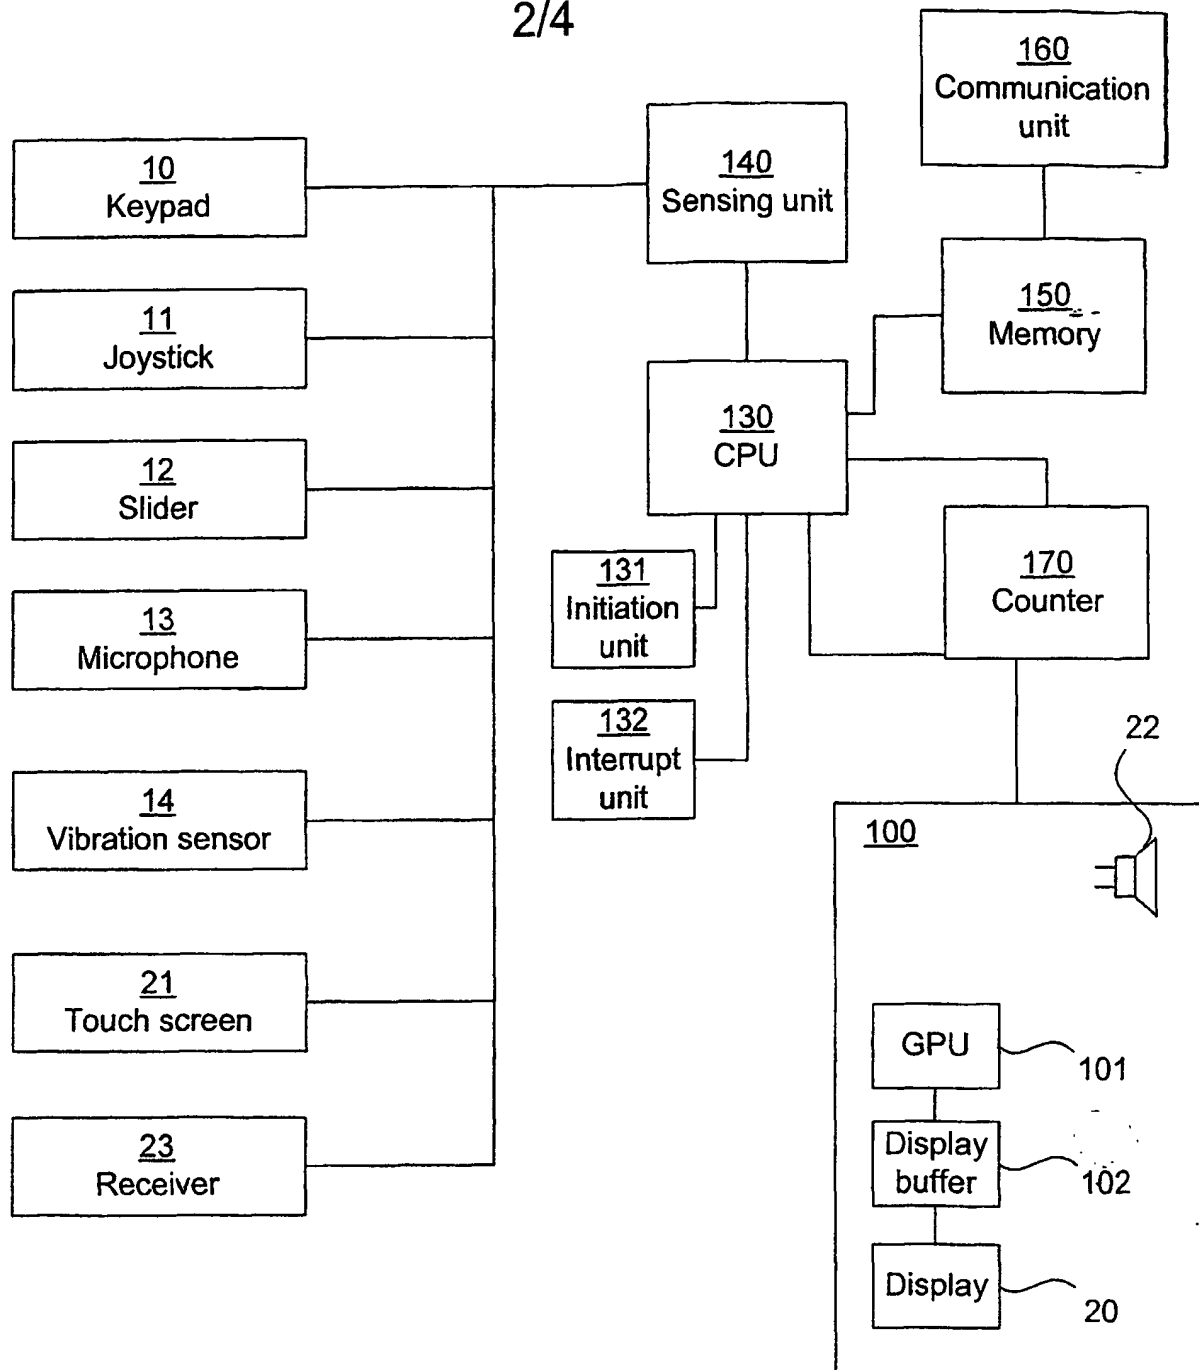 2/4
160
Communication
unit
10
Keypad
140
Sensing unit
11
Joystick
150
Memory
12
Slider
130
CPU
13
Microphone
131
Initiation
unit
170
Counter
132
Interrupt
unit
14
Vibration sensor
22
100
21
Touch screen
GPU
101
23
Receiver
Display
buffer
102
Display
20